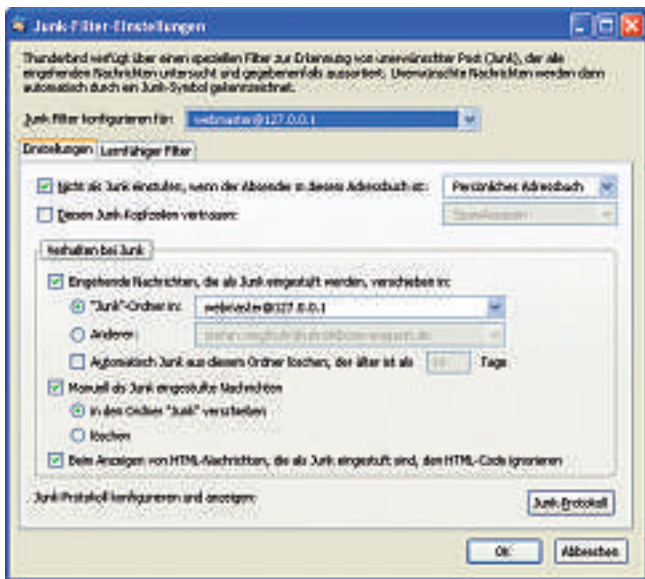 Junk-Filter-Einstellungen
Thunderbird verfügt über einen speziellen Filter zur Erkennung von unerwünschter Post (Junk), der alle
eingehenden Nachrichten untersucht und gegebenenfalls aussortiert. Unerwünschte Nachrichten werden dann
automatisch durch ein Junk-Symbol gekennzeichnet.
Junk Filter konfigurieren für: webmaster@127.0.0.1
Einstellungen Lernfähiger Filter
Nicht als Junk einstufen, wenn der Absender in diesem Adressbuch ist: Persönliches Adressbuch
Diesen Junk-Kopfzeilen vertrauen:
Verhalten bei Junk
Eingehende Nachrichten, die als Junk eingestuft werden, verschieben in:
"Junk"-Ordner in: webmaster@127.0.0.1
Anderer:
Automatisch Junk aus diesem Ordner löschen, der älter ist als Tage
Manuell als Junk eingestufte Nachrichten
in den Ordner "Junk" verschieben
löschen
Beim Anzeigen von HTML-Nachrichten, die als Junk eingestuft sind, den HTML-Code ignorieren
Junk-Protokoll konfigurieren und anzeigen: Junk-Protokoll
OK Abbrechen